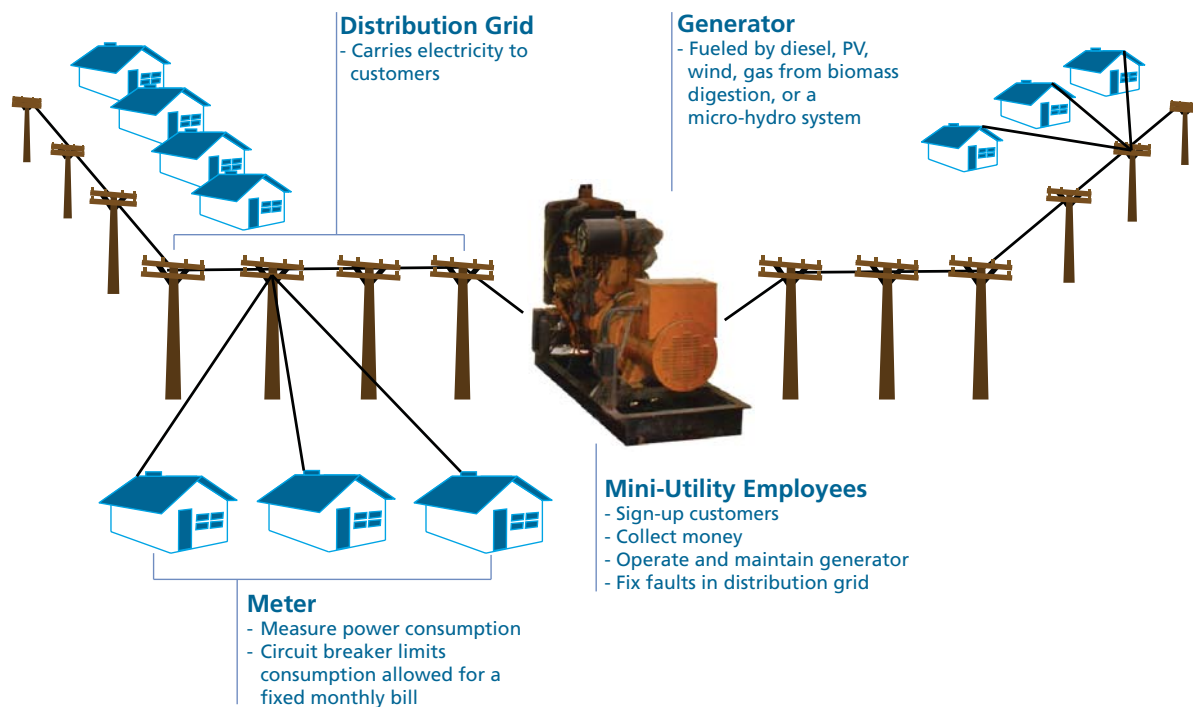 Distribution Grid
- Carries electricity to
customers
Generator
- Fueled by diesel, PV,
wind, gas from biomass
digestion, or a
micro-hydro system
Mini-Utility Employees
- Sign-up customers
- Collect money
- Operate and maintain generator
- Fix faults in distribution grid
Meter
- Measure power consumption
- Circuit breaker limits
consumption allowed for a
fixed monthly bill